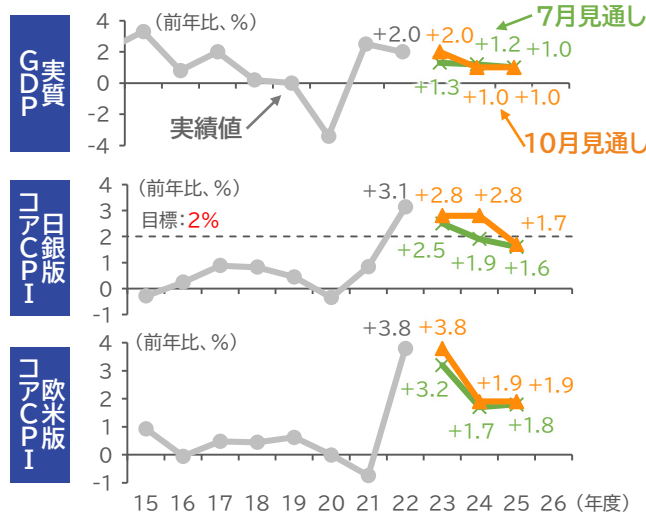 実質
GDP
(前年比、%)
4
2
0
-2
-4
+2.0
+2.0
+1.2
+1.0
+1.3
+1.0
+1.0
7月見通し
10月見通し
実績値
日銀版
コアCPI
(前年比、%)
目標：2%
4
3
2
1
0
-1
+3.1
+2.8
+2.8
+1.7
+2.5
+1.9
+1.6
欧米版
コアCPI
(前年比、%)
4
3
2
1
0
-1
+3.8
+3.8
+1.9
+1.9
+3.2
+1.7
+1.8
15 16 17 18 19 20 21 22 23 24 25 26 (年度)